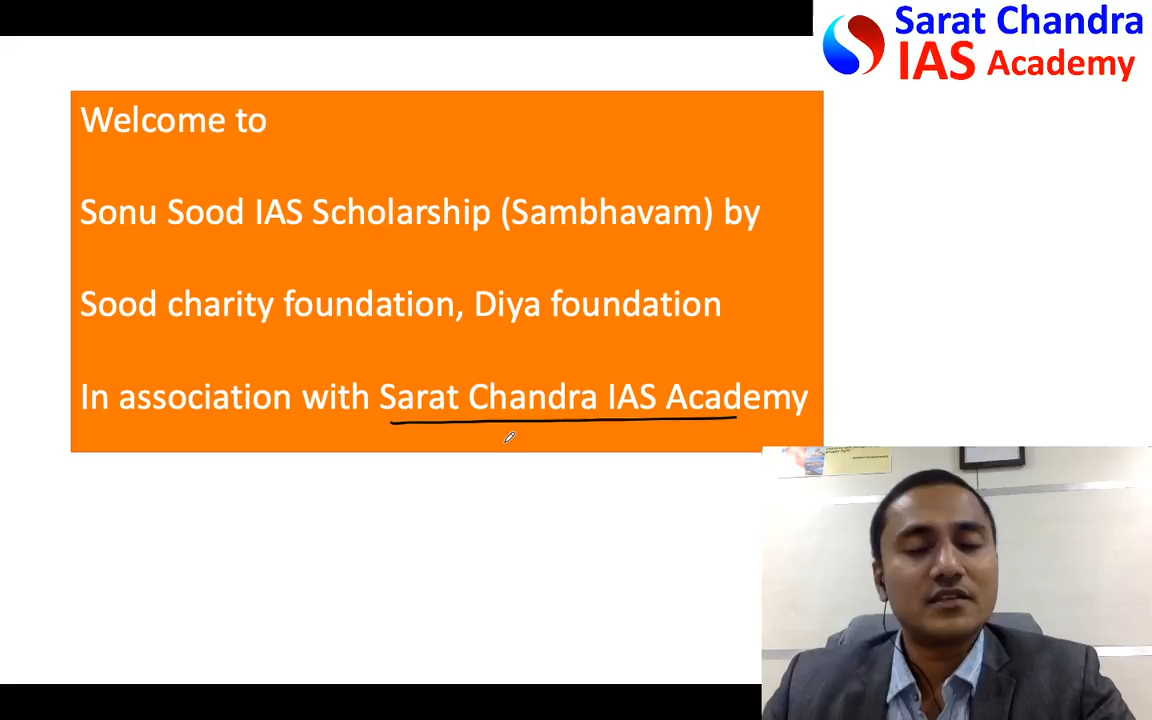 Sarat Chandra
IAS Academy
Welcome to
Sonu Sood IAS Scholarship (Sambhavam) by
Sood charity foundation, Diya foundation
In association with Sarat Chandra IAS Academy